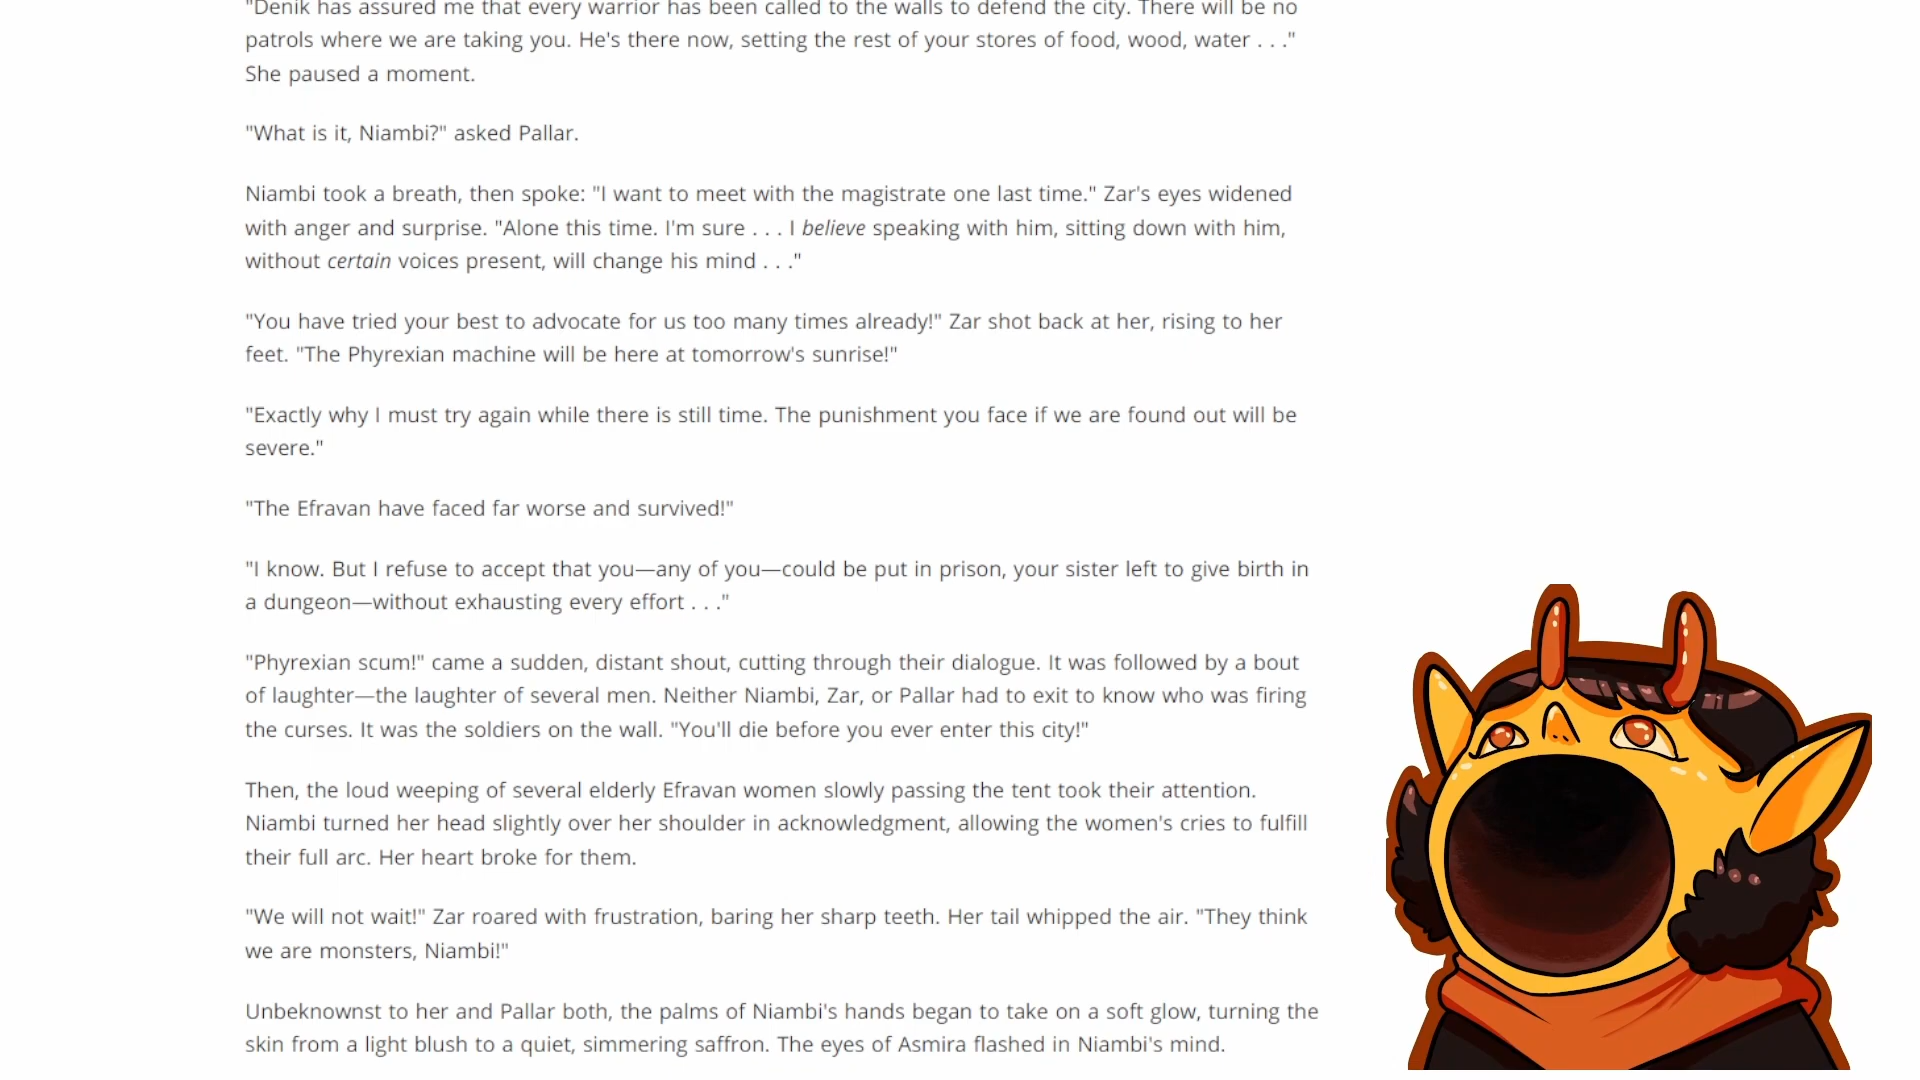 "Denik has assured me that every warrior has been called to the walls to defend the city. There will be no
patrols where we are taking you. He's there now, setting the rest of your stores of food, wood, water . . ."
She paused a moment.
"What is it, Niambi?" asked Pallar.
Niambi took a breath, then spoke: "I want to meet with the magistrate one last time." Zar's eyes widened
with anger and surprise. "Alone this time. I'm sure . . . I believe speaking with him, sitting down with him,
without certain voices present, will change his mind . . ."
"You have tried your best to advocate for us too many times already!" Zar shot back at her, rising to her
feet. "The Phyrexian machine will be here at tomorrow's sunrise!"
"Exactly why I must try again while there is still time. The punishment you face if we are found out will be
severe."
"The Efravan have faced far worse and survived!"
"I know. But I refuse to accept that you—any of you—could be put in prison, your sister left to give birth in
a dungeon—without exhausting every effort . . ."
"Phyrexian scum!" came a sudden, distant shout, cutting through their dialogue. It was followed by a bout
of laughter—the laughter of several men. Neither Niambi, Zar, or Pallar had to exit to know who was firing
the curses. It was the soldiers on the wall. "You'll die before you ever enter this city!"
Then, the loud weeping of several elderly Efravan women slowly passing the tent took their attention.
Niambi turned her head slightly over her shoulder in acknowledgment, allowing the women's cries to fulfill
their full arc. Her heart broke for them.
"We will not wait!" Zar roared with frustration, baring her sharp teeth. Her tail whipped the air. "They think
we are monsters, Niambi!"
Unbeknownst to her and Pallar both, the palms of Niambi's hands began to take on a soft glow, turning the
skin from a light blush to a quiet, simmering saffron. The eyes of Asmira flashed in Niambi's mind.